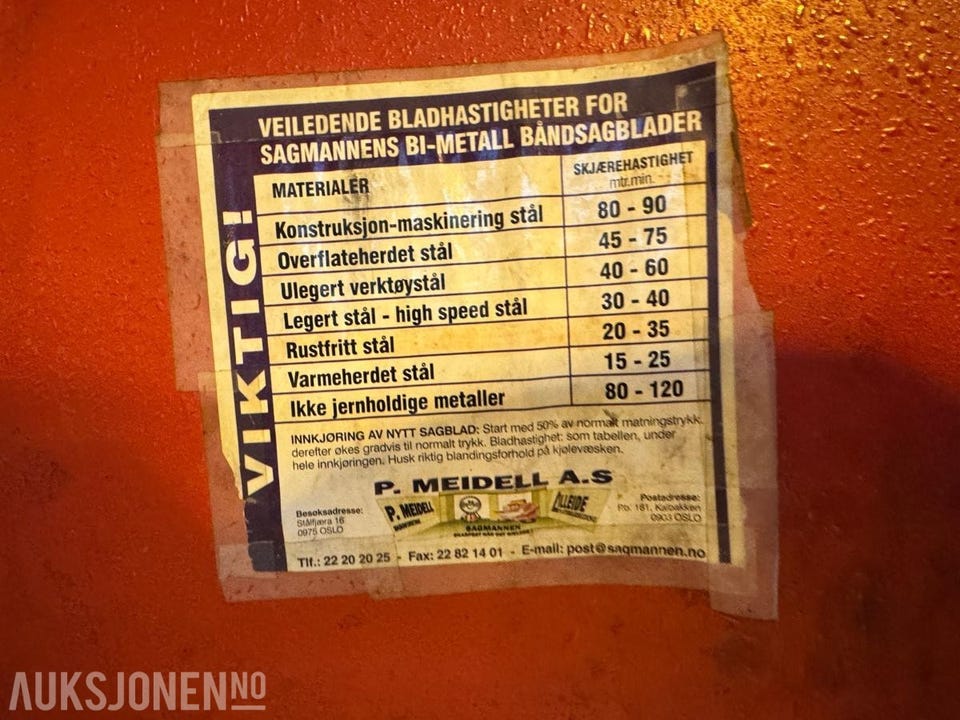 VIKTIG!
VEILEDENDE BLADHASTIGHETER FOR
SAGMANNENS BI-METALL BÅNDSAGBLADER
MATERIALER SKJÆREHASTIGHET
mtr.min.
Konstruksjon-maskinering stål 80 - 90
Overflateherdet stål 45 - 75
Ulegert verktøystål 40 - 60
Legert stål - high speed stål 30 - 40
Rustfritt stål 20 - 35
Varmeherdet stål 15 - 25
Ikke jernholdige metaller 80 - 120
INNKJØRING AV NYTT SAGBLAD: Start med 50% av normalt matningstrykk.
derefter økes gradvis til normalt trykk. Bladhastighet: som tabellen, under
hele innkjøringen. Husk riktig blandingsforhold på kjølevæsken.
P. MEIDELL A.S
Besøksadresse:
Stålfjæra 16
0975 OSLO
P. MEIDELL
SAGMANNEN
Postadresse:
Pb. 181, Kalbakken
0903 OSLO
Tlf.: 22 20 20 25 - Fax: 22 82 14 01 - E-mail: post@sagmannen.no
AUKSJONEN NO